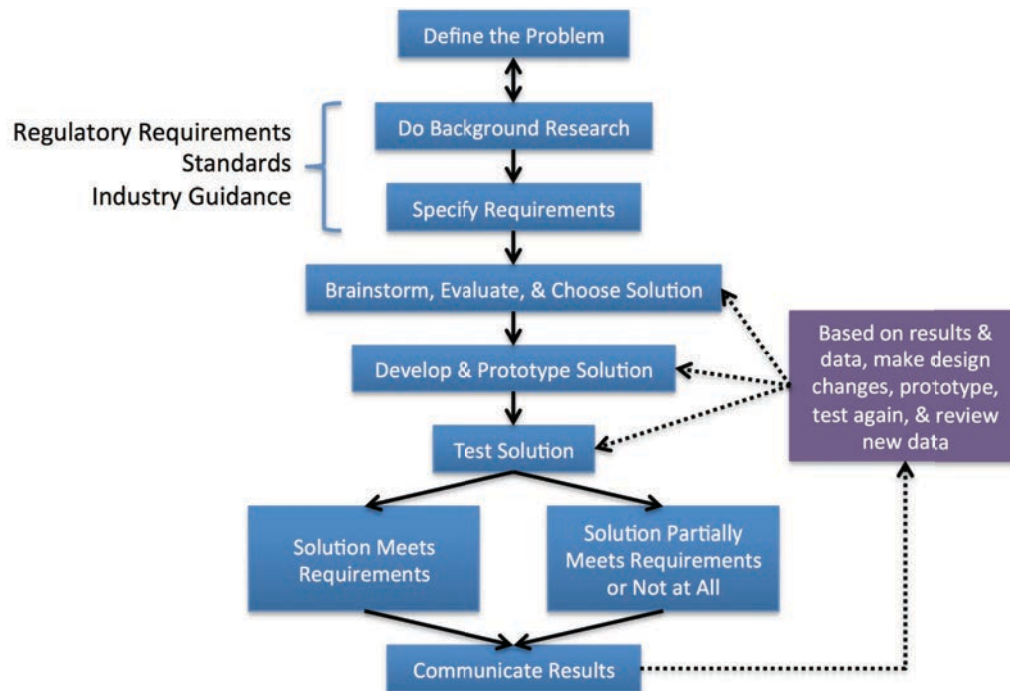 Define the Problem
Regulatory Requirements
Standards
Industry Guidance
Do Background Research
Specify Requirements
Brainstorm, Evaluate, & Choose Solution
Develop & Prototype Solution
Test Solution
Based on results &
data, make design
changes, prototype,
test again, & review
new data
Solution Meets
Requirements
Solution Partially
Meets Requirements
or Not at All
Communicate Results